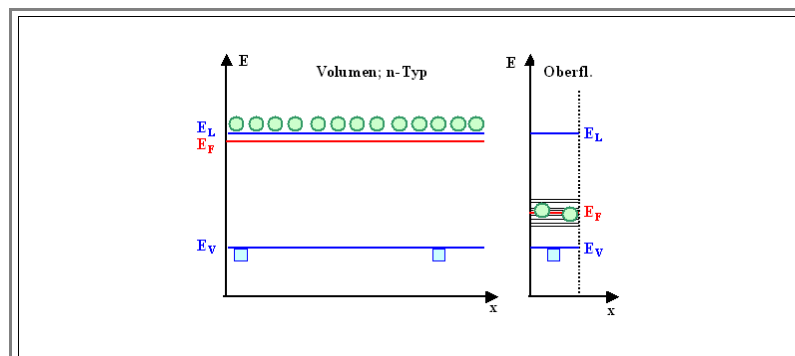 E
Volumen; n-Typ
E_L
E_F
E_V
x
E
Oberfl.
E_L
E_F
E_V
x